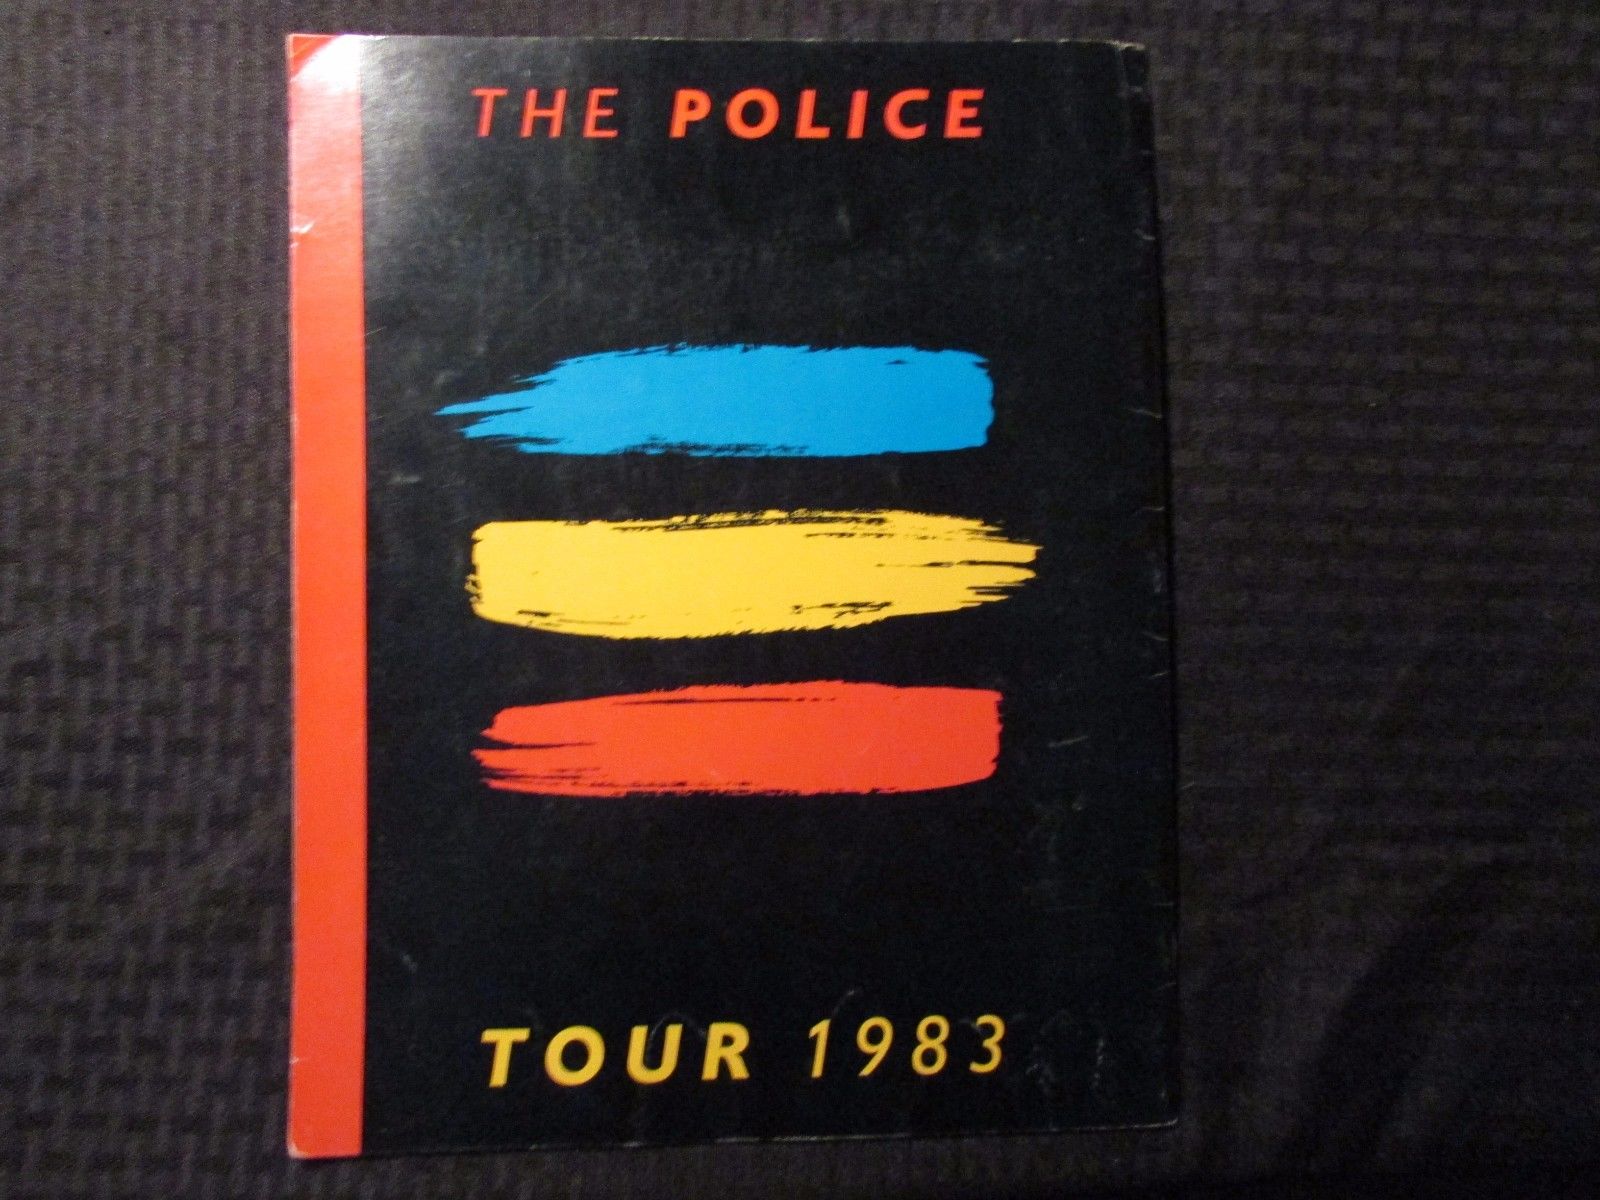 THE POLICE
TOUR 1983